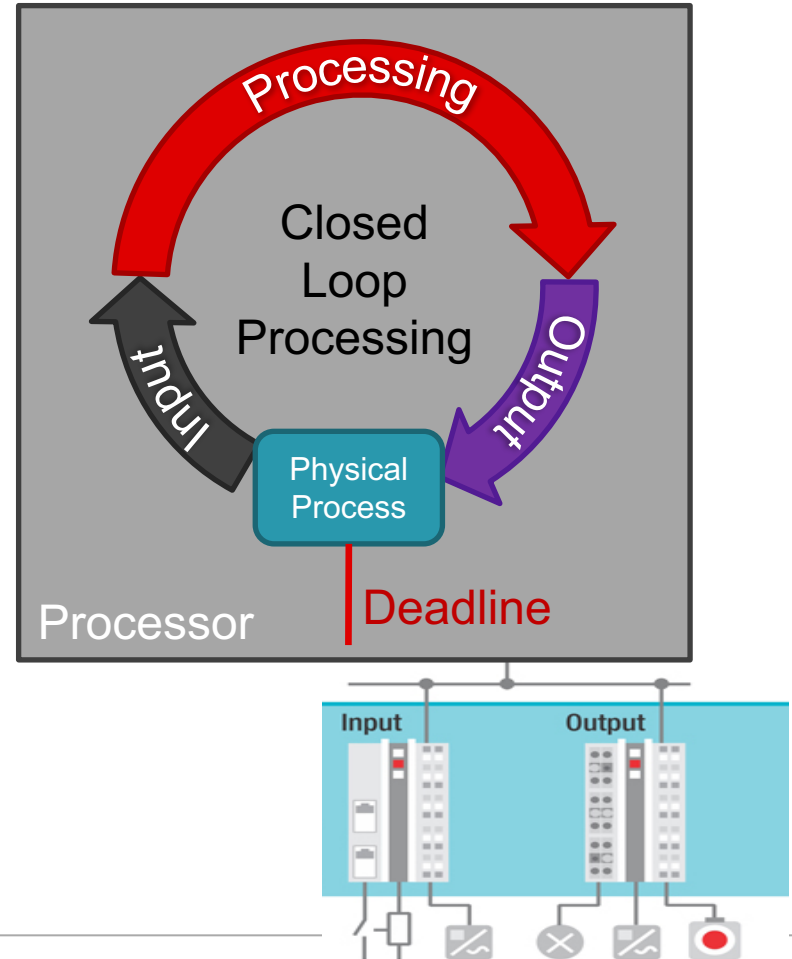 Processing
Closed
Loop
Processing
Input
Output
Physical
Process
Processor
Deadline
Input
Output